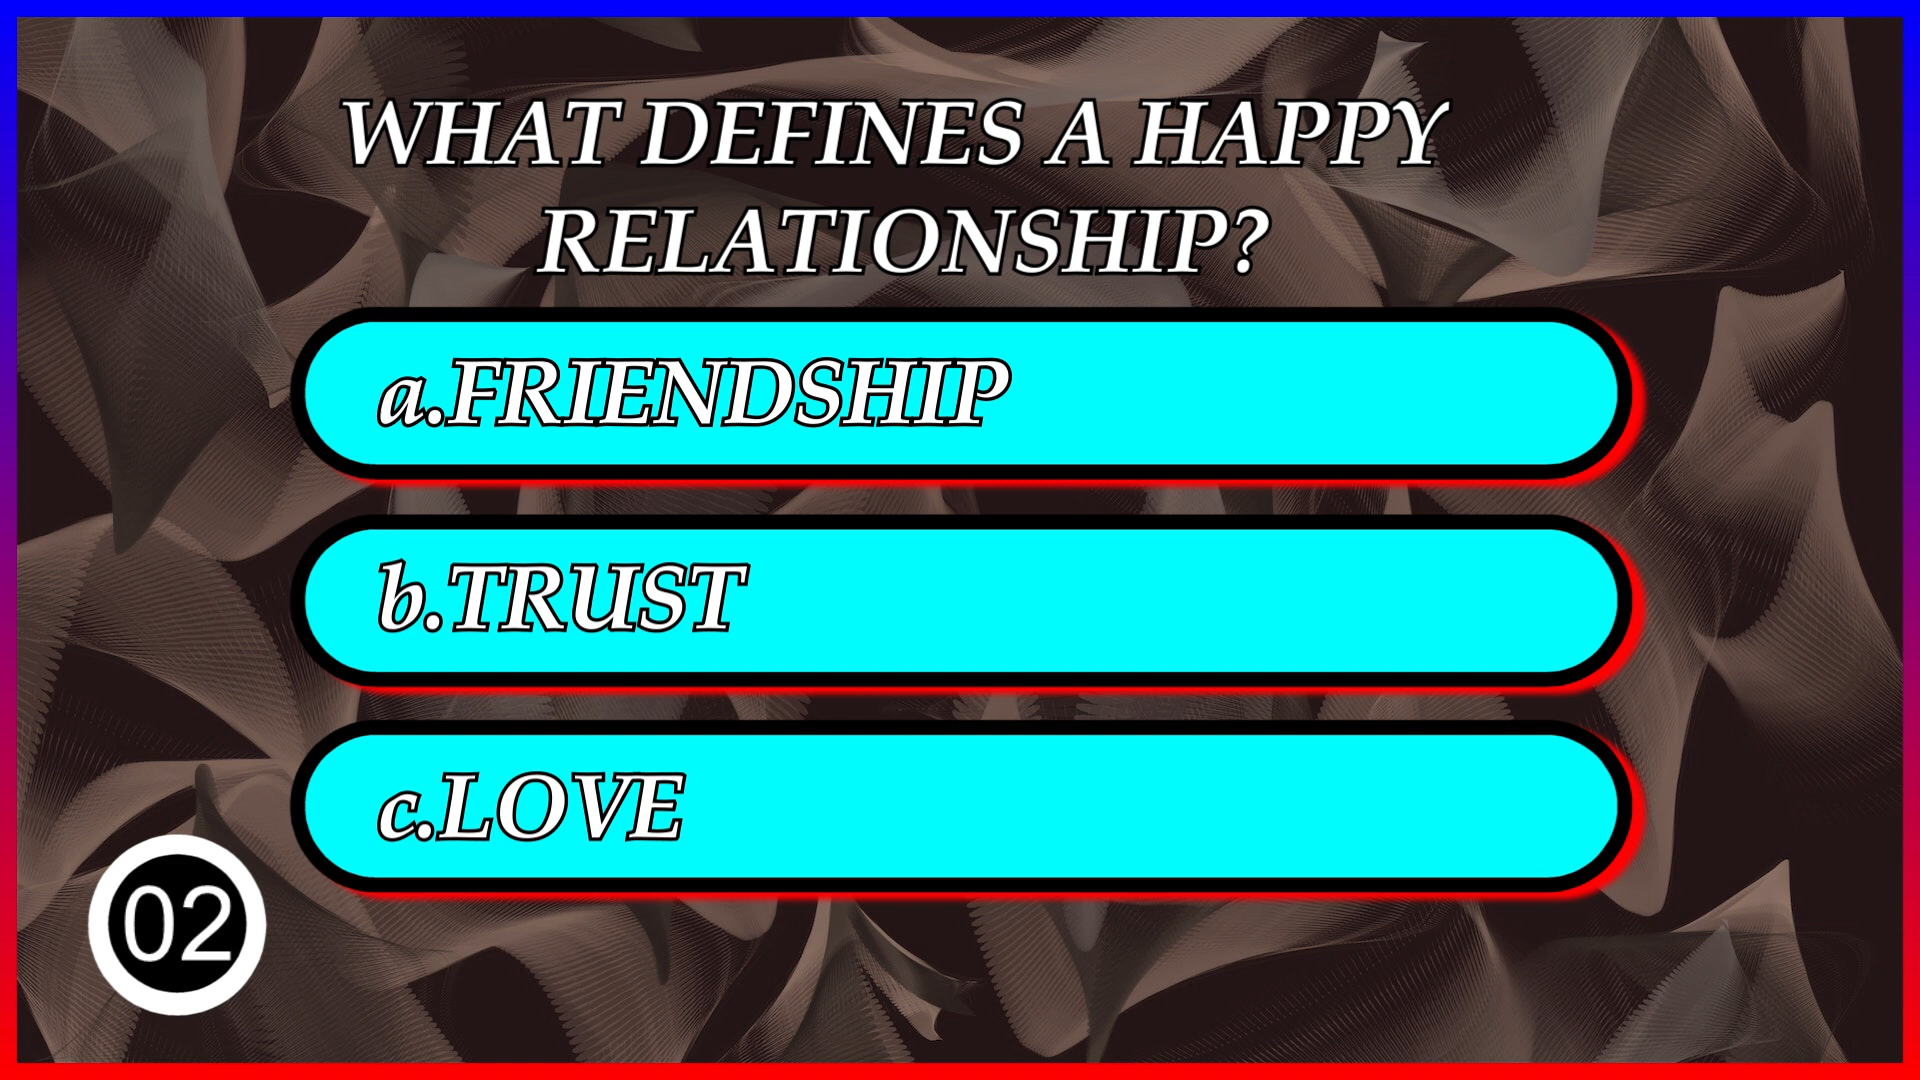 WHAT DEFINES A HAPPY
RELATIONSHIP?
a.FRIENDSHIP
b.TRUST
c.LOVE
02